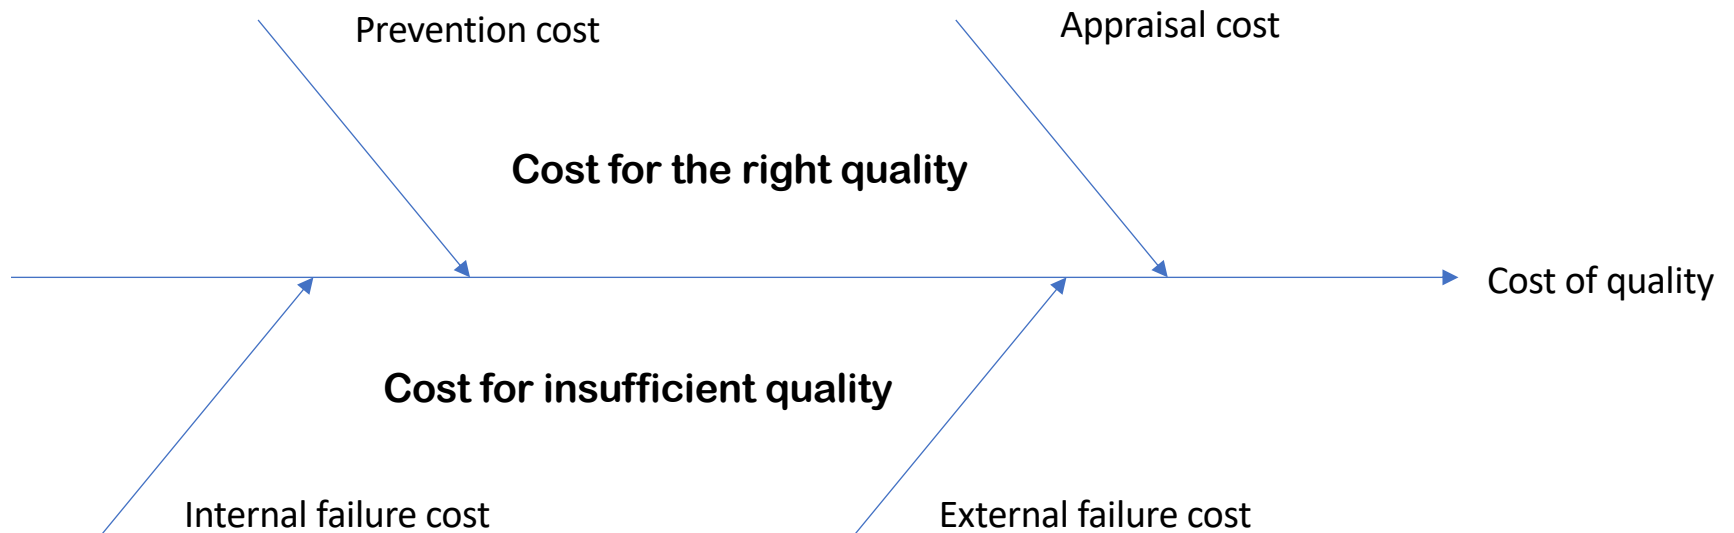 Prevention cost
Appraisal cost
Cost for the right quality
Cost of quality
Cost for insufficient quality
Internal failure cost
External failure cost